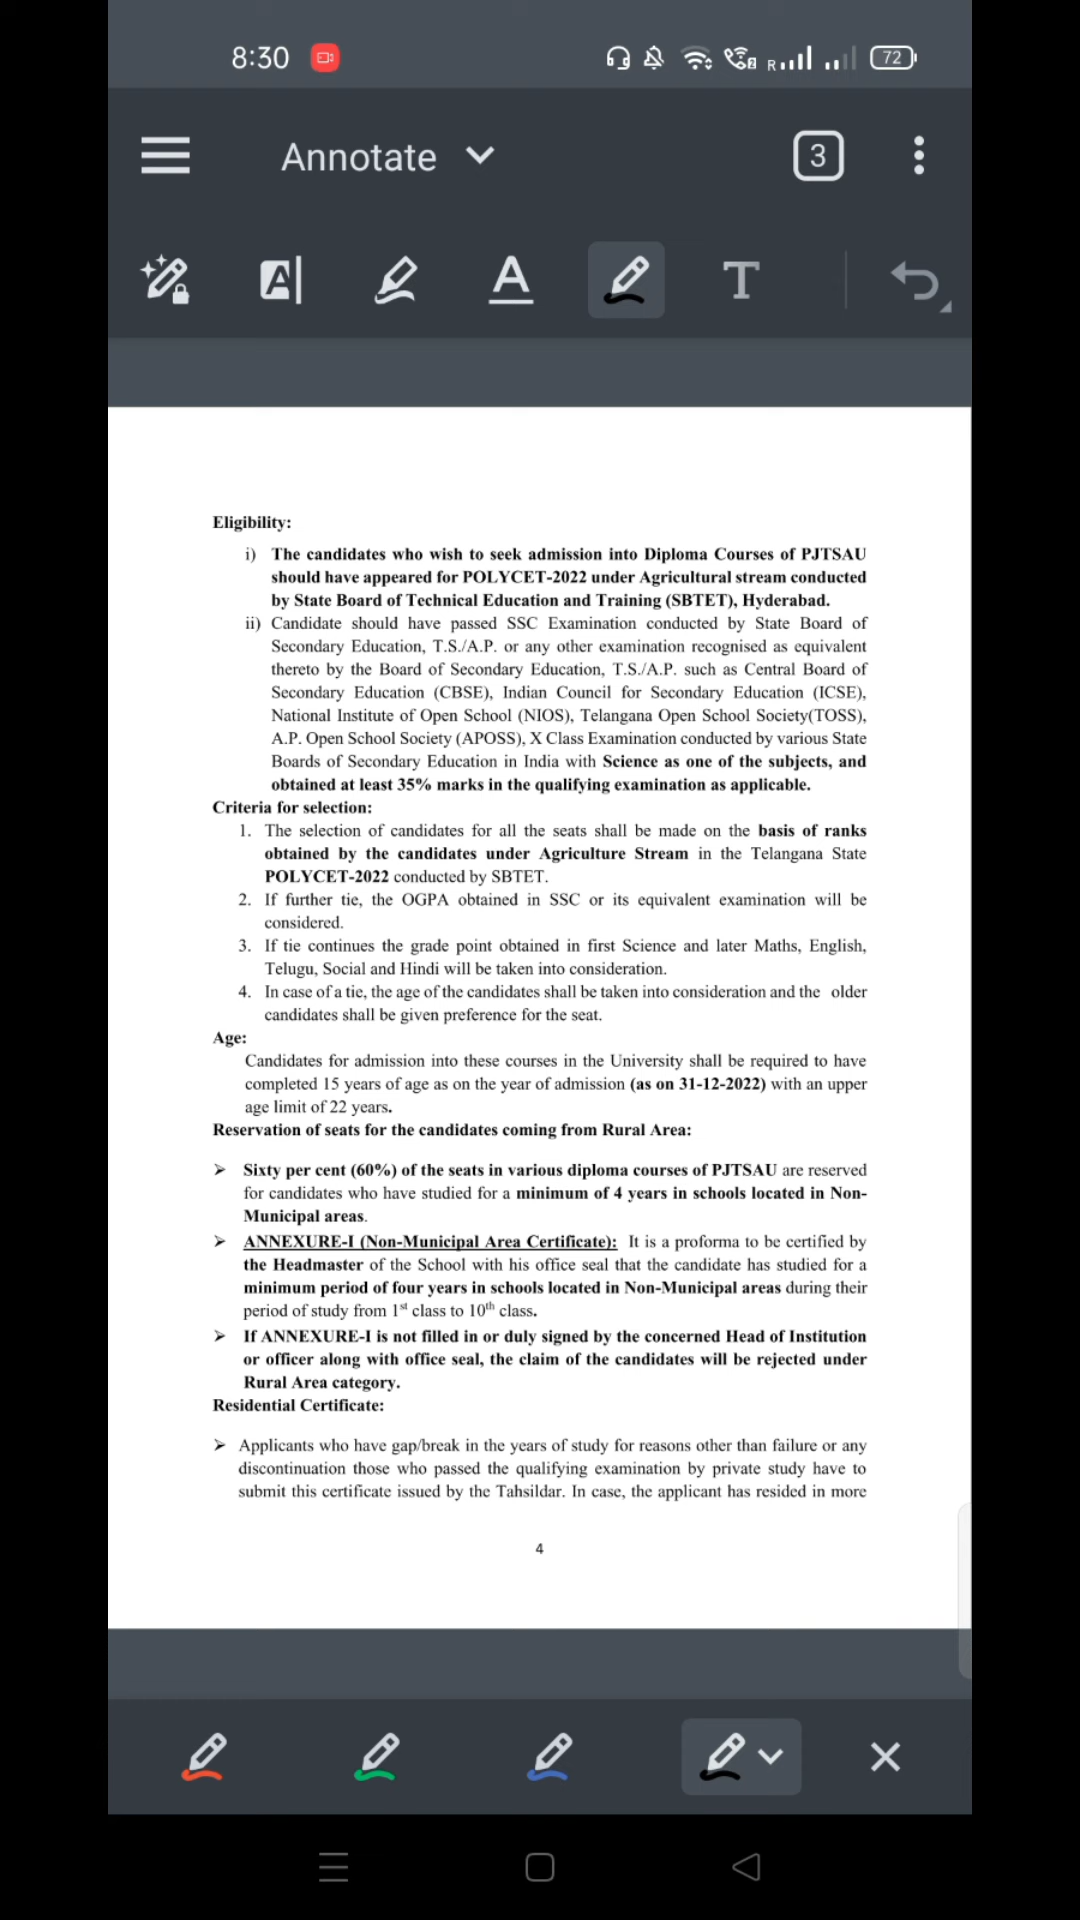 8:30
R 72
Annotate
3
A A T
Eligibility:
i) The candidates who wish to seek admission into Diploma Courses of PJTSAU
should have appeared for POLYCET-2022 under Agricultural stream conducted
by State Board of Technical Education and Training (SBTET), Hyderabad.
ii) Candidate should have passed SSC Examination conducted by State Board of
Secondary Education, T.S./A.P. or any other examination recognised as equivalent
thereto by the Board of Secondary Education, T.S./A.P. such as Central Board of
Secondary Education (CBSE), Indian Council for Secondary Education (ICSE),
National Institute of Open School (NIOS), Telangana Open School Society(TOSS),
A.P. Open School Society (APOSS), X Class Examination conducted by various State
Boards of Secondary Education in India with Science as one of the subjects, and
obtained at least 35% marks in the qualifying examination as applicable.
Criteria for selection:
1. The selection of candidates for all the seats shall be made on the basis of ranks
obtained by the candidates under Agriculture Stream in the Telangana State
POLYCET-2022 conducted by SBTET.
2. If further tie, the OGPA obtained in SSC or its equivalent examination will be
considered.
3. If tie continues the grade point obtained in first Science and later Maths, English,
Telugu, Social and Hindi will be taken into consideration.
4. In case of a tie, the age of the candidates shall be taken into consideration and the older
candidates shall be given preference for the seat.
Age:
Candidates for admission into these courses in the University shall be required to have
completed 15 years of age as on the year of admission (as on 31-12-2022) with an upper
age limit of 22 years.
Reservation of seats for the candidates coming from Rural Area:
➢ Sixty per cent (60%) of the seats in various diploma courses of PJTSAU are reserved
for candidates who have studied for a minimum of 4 years in schools located in Non-
Municipal areas.
➢ ANNEXURE-I (Non-Municipal Area Certificate): It is a proforma to be certified by
the Headmaster of the School with his office seal that the candidate has studied for a
minimum period of four years in schools located in Non-Municipal areas during their
period of study from 1st class to 10th class.
➢ If ANNEXURE-I is not filled in or duly signed by the concerned Head of Institution
or officer along with office seal, the claim of the candidates will be rejected under
Rural Area category.
Residential Certificate:
➢ Applicants who have gap/break in the years of study for reasons other than failure or any
discontinuation those who passed the qualifying examination by private study have to
submit this certificate issued by the Tahsildar. In case, the applicant has resided in more
4